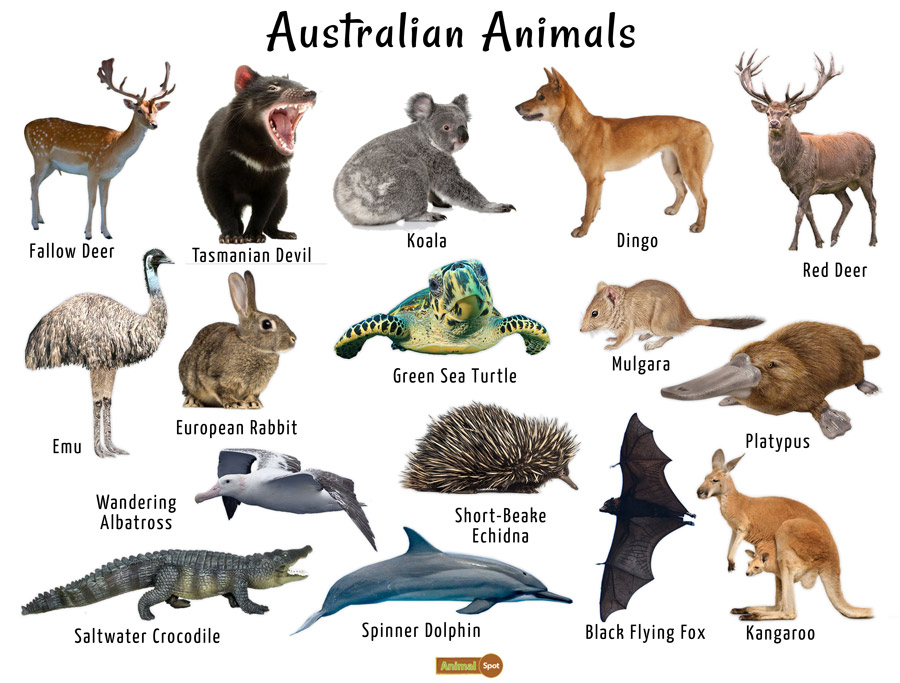 Australian Animals
Fallow Deer
Tasmanian Devil
Koala
Dingo
Red Deer
Emu
European Rabbit
Green Sea Turtle
Mulgara
Platypus
Wandering
Albatross
Short-Beake
Echidna
Saltwater Crocodile
Spinner Dolphin
Black Flying Fox
Kangaroo
Animal Spot